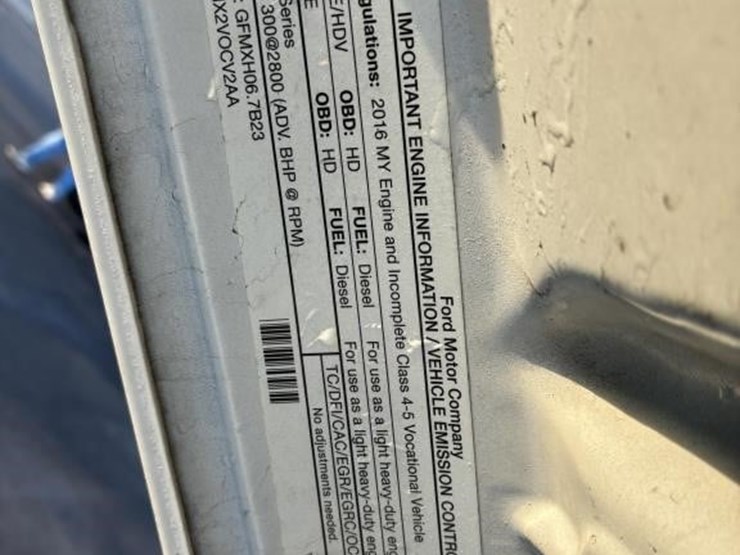 Ford Motor Company
IMPORTANT ENGINE INFORMATION / VEHICLE EMISSION CONTR
gulations: 2016 MY Engine and Incomplete Class 4-5 Vocational Vehicle
E/HDV OBD: HD FUEL: Diesel For use as a light heavy-duty eng
E OBD: HD FUEL: Diesel For use as a light heavy-duty eng
Series TC/DFI/CAC/EGR/EGRC/OC
300@2800 (ADV. BHP @ RPM) No adjustments needed.
: GFMXH06.7B23
X2VOCV2AA